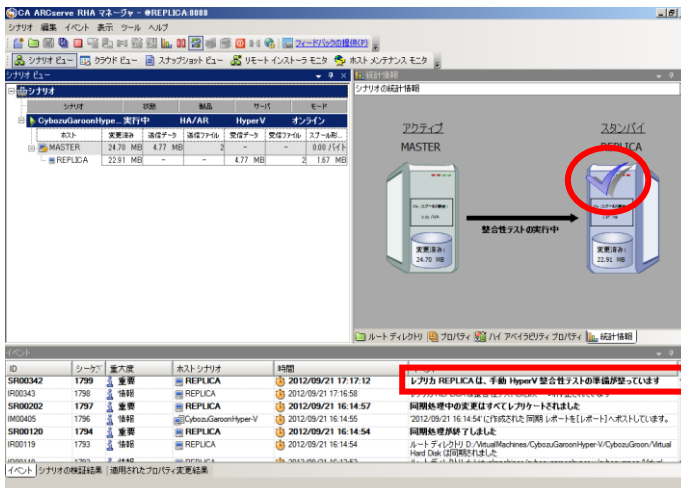 CA ARCserve RHA マネージャ - @REPLICA:8088
シナリオ 編集 イベント 表示 ツール ヘルプ
フィードバックの提供(P)
シナリオ ビュー クラウド ビュー スナップショット ビュー リモート インストーラ モニタ ホスト メンテナンス モニタ
シナリオ ビュー
シナリオ
シナリオ 状態 製品 サーバ モード
CybozuGaroonHype... 実行中 HA/AR HyperV オンライン
ホスト 変更済み 送信データ 送信ファイル 受信データ 受信ファイル スプール形...
MASTER 24.70 MB 4.77 MB 2 - - 0.00 バイト
REPLICA 22.91 MB - - 4.77 MB 2 1.67 MB
統計情報
シナリオの統計情報
アクティブ スタンバイ
MASTER REPLICA
整合性テストの実行中
変更済み: 24.70 MB
変更済み: 22.91 MB
ルート ディレクトリ プロパティ ハイ アベイラビリティ プロパティ 統計情報
イベント
ID シーケン 重大度 ホスト/シナリオ 時間
SR00342 1799 重要 REPLICA 2012/09/21 17:17:12 レプリカ REPLICA は、手動 HyperV 整合性テストの準備が整っています
IR00343 1798 情報 REPLICA 2012/09/21 17:16:58
SR00202 1797 重要 REPLICA 2012/09/21 16:14:57 同期処理中の変更はすべてレプリケートされました
IM00405 1796 情報 CybozuGaroonHyper-V 2012/09/21 16:14:55 '2012/09/21 16:14:54' に作成された 同期 レポートを[レポート]へポストしています。
SR00120 1794 重要 REPLICA 2012/09/21 16:14:54 同期処理が終了しました
IR00119 1793 情報 REPLICA 2012/09/21 16:14:54 ルート ディレクトリ D:/VirtualMachines/CybozuGaroonHyper-V/CybozuGroon/Virtual
Hard Disk は同期されました
イベント シナリオの検証結果 適用されたプロパティ変更結果